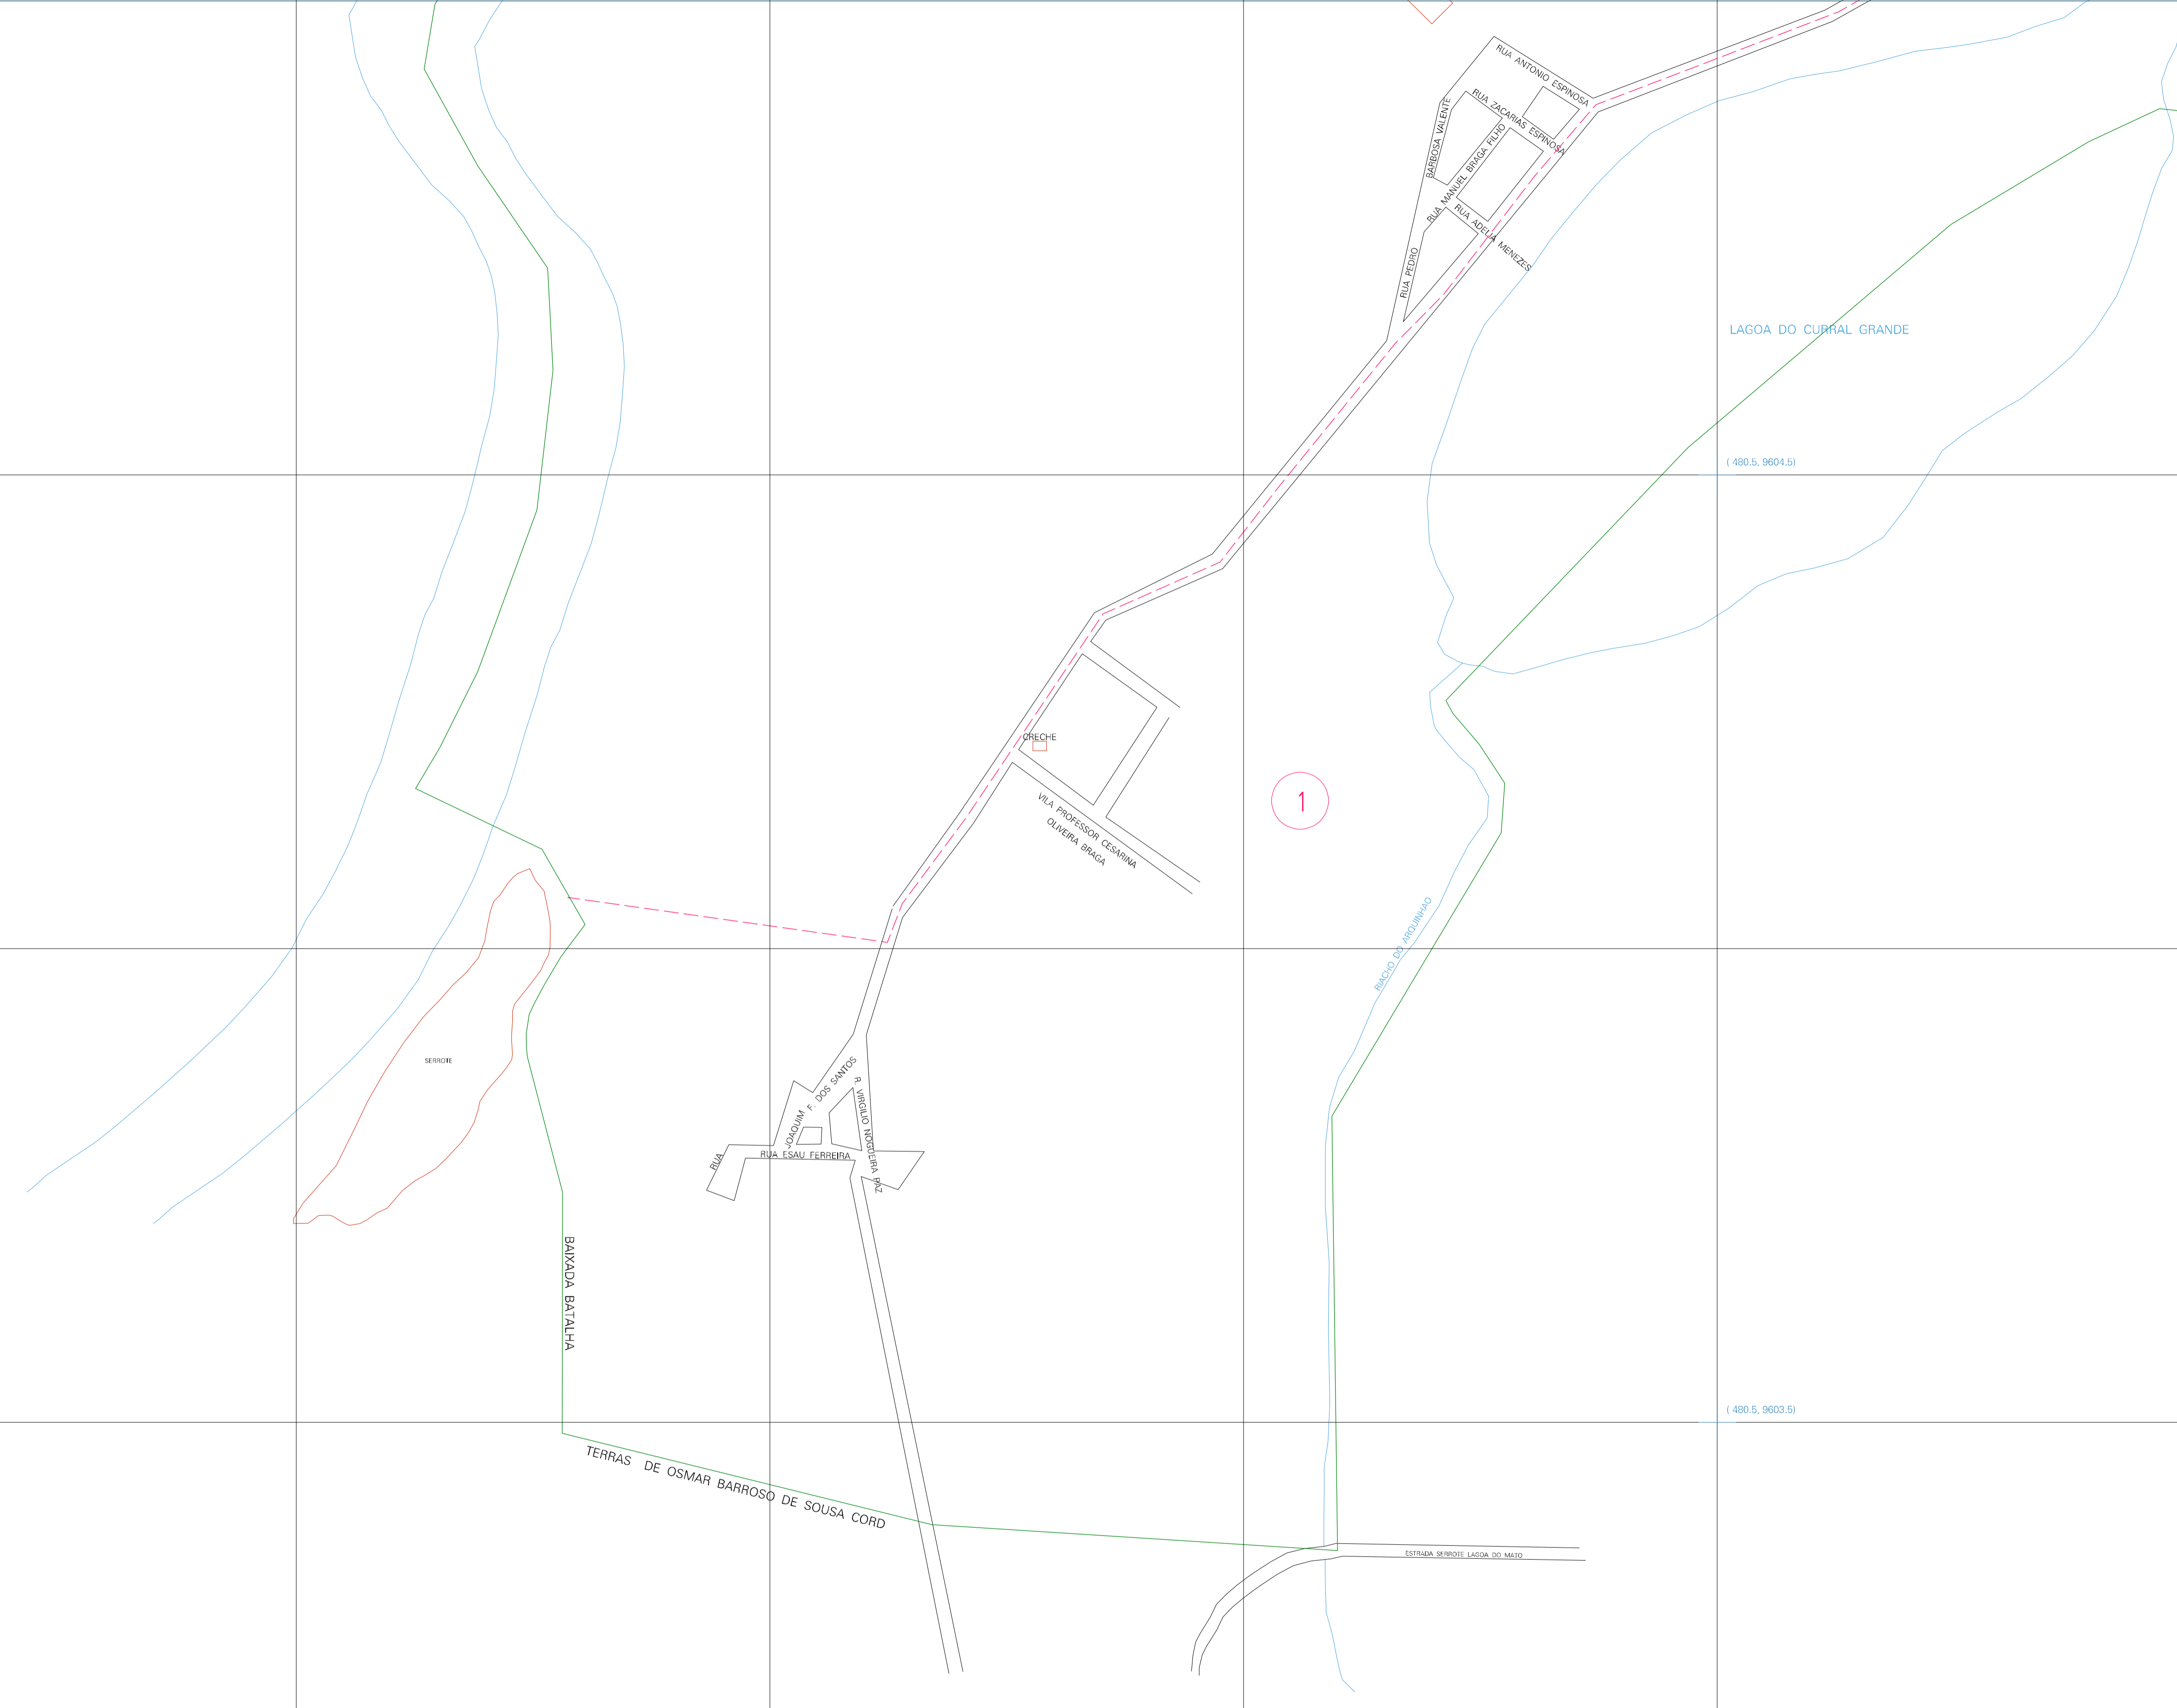 RUA ANTONIO ESPINOSA
RUA ZACARIAS ESPINOSA
BARBOSA VALENTE
RUA MANUEL BRAGA FILHO
RUA ADELIA MENEZES
RUA PEDRO
LAGOA DO CURRAL GRANDE
( 480.5, 9604.5)
CRECHE
VILA PROFESSOR CESARINA
OLIVEIRA BRAGA
1
RIACHO DO ARQUINHAO
SERROTE
JOAQUIM F. DOS SANTOS
R. VIRGILIO NOGUEIRA PAZ
RUA ESAU FERREIRA
RUA
BAIXADA BATALHA
( 480.5, 9603.5)
TERRAS DE OSMAR BARROSO DE SOUSA CORD
ESTRADA SERROTE LAGOA DO MATO